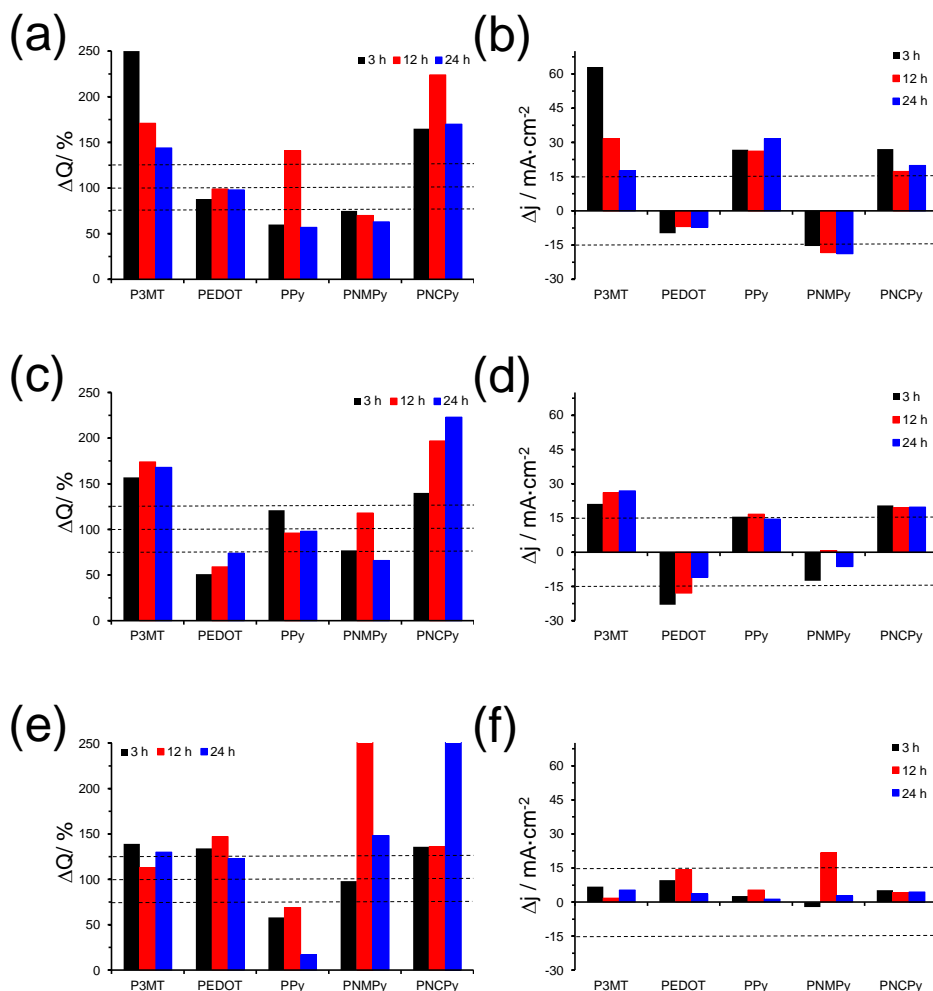 (a)
ΔQ/ %
250
200
150
100
50
0
3 h 12 h 24 h
P3MT PEDOT PPy PNMPy PNCPy
(b)
Δj / mA·cm-2
60
45
30
15
0
-15
-30
3 h
12 h
24 h
P3MT PEDOT PPy PNMPy PNCPy
(c)
ΔQ/ %
250
200
150
100
50
0
3 h 12 h 24 h
P3MT PEDOT PPy PNMPy PNCPy
(d)
Δj / mA·cm-2
60
45
30
15
0
-15
-30
3 h
12 h
24 h
P3MT PEDOT PPy PNMPy PNCPy
(e)
ΔQ/ %
250
200
150
100
50
0
3 h 12 h 24 h
P3MT PEDOT PPy PNMPy PNCPy
(f)
Δj / mA·cm-2
60
45
30
15
0
-15
-30
3 h
12 h
24 h
P3MT PEDOT PPy PNMPy PNCPy